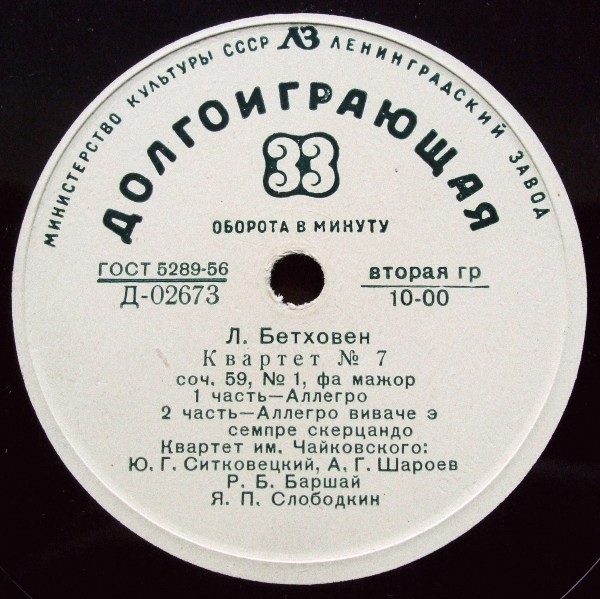 МИНИСТЕРСТВО КУЛЬТУРЫ СССР ЛЗ ЛЕНИНГРАДСКИЙ ЗАВОД
ДОЛГОИГРАЮЩАЯ
33
ОБОРОТА В МИНУТУ
ГОСТ 5289-56 вторая гр
Д-02673 10-00
Л. Бетховен
Квартет № 7
соч. 59, № 1, фа мажор
1 часть—Аллегро
2 часть—Аллегро виваче э
семпре скерцандо
Квартет им. Чайковского:
Ю. Г. Ситковецкий, А. Г. Шароев
Р. Б. Баршай
Я. П. Слободкин